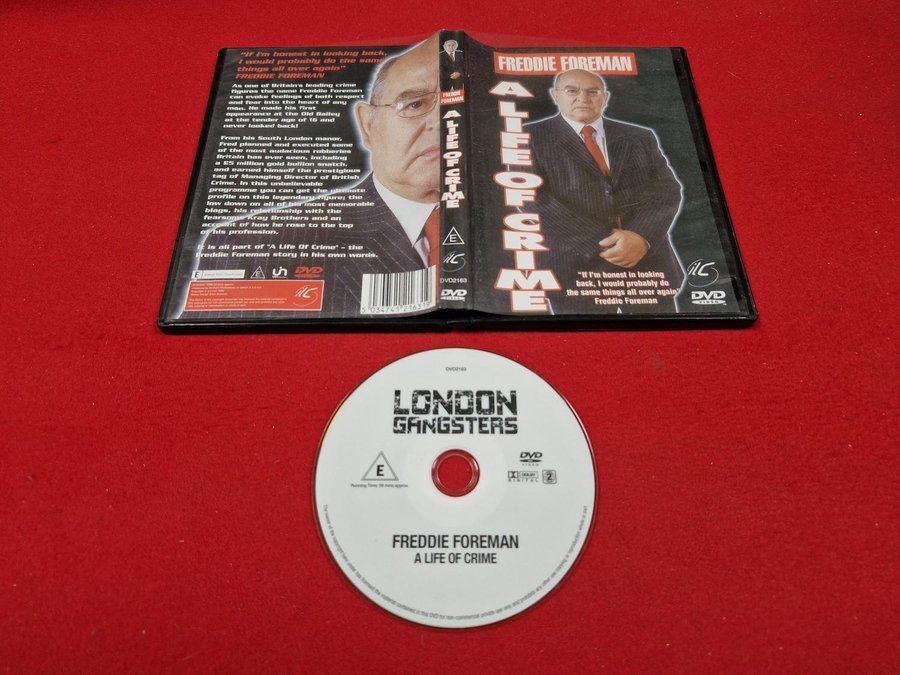 "If I'm honest in looking back,
I would probably do the same
things all over again"
FREDDIE FOREMAN
As one of Britain's leading crime
figures the name Freddie Foreman
can evoke feelings of both respect
and fear into the heart of any
man. He made his first
appearance at the Old Bailey
at the tender age of 16 and
never looked back!
From his South London manor,
Fred planned and executed some
of the most audacious robberies
Britain has ever seen, including
a £5 million gold bullion snatch,
and earned himself the prestigious
tag of Managing Director of British
Crime. In this unbelievable
programme you can get the ultimate
profile on this legendary figure; the
low down on all of his most memorable
blags, his relationship with the
fearsome Kray Brothers and an
account of how he rose to the top
of his profession.
It is all part of "A Life Of Crime" - the
Freddie Foreman story in his own words.
E
E
DVD
VIDEO
ILC
FREDDIE
FOREMAN
A LIFE OF CRIME
E
ILC
DVD2163
FREDDIE FOREMAN
A LIFE OF CRIME
"If I'm honest in looking
back, I would probably do
the same things all over again"
Freddie Foreman
ILC
DVD
VIDEO
DVD2163
LONDON
GANGSTERS
E
DVD
VIDEO
DOLBY
DIGITAL
2
FREDDIE FOREMAN
A LIFE OF CRIME